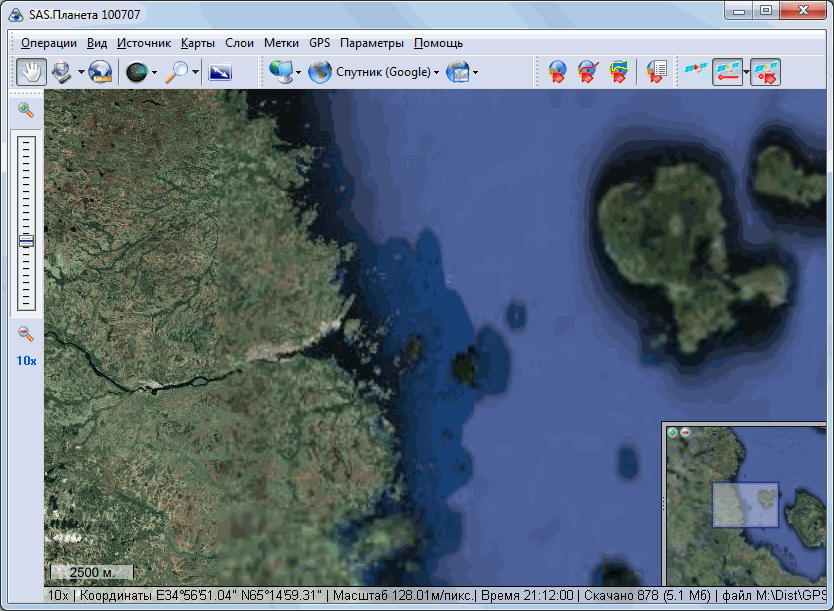 SAS.Планета 100707
Операции Вид Источник Карты Слои Метки GPS Параметры Помощь
Спутник (Google)
10x
2500 м.
10x | Координаты E34°56'51.04" N65°14'59.31" | Масштаб 128.01м/пикс.| Время 21:12:00 | Скачано 878 (5.1 Мб) | файл M:\Dist\GPS